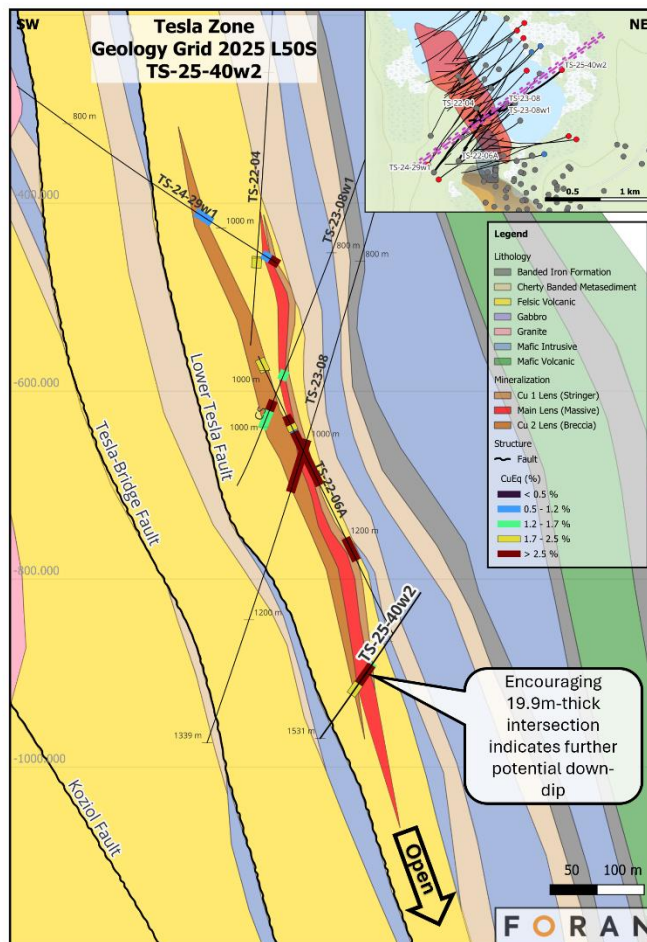 SW
Tesla Zone
Geology Grid 2025 L50S
TS-25-40w2
NE
TS-25-40w2
TS-22-04
TS-23-08
TS-23-08w1
TS-22-06A
TS-24-29w1
0.5 1 km
800 m
TS-24-29w1
TS-22-04
TS-23-08w1
1000 m
800 m
800 m
-400.000
Legend
Lithology
Banded Iron Formation
Cherty Banded Metasediment
Felsic Volcanic
Gabbro
Granite
Mafic Intrusive
Mafic Volcanic
Mineralization
Cu 1 Lens (Stringer)
Main Lens (Massive)
Cu 2 Lens (Breccia)
Structure
Fault
CuEq (%)
< 0.5 %
0.5 - 1.2 %
1.2 - 1.7 %
1.7 - 2.5 %
> 2.5 %
-600.000
Lower Tesla Fault
1000 m
TS-23-08
1000 m
1000 m
TS-22-06A
Tesla-Bridge Fault
1200 m
-800.000
1200 m
TS-25-40w2
Encouraging
19.9m-thick
intersection
indicates further
potential down-
dip
1339 m
1531 m
-1000.000
Koziol Fault
Open
50 100 m
FORAN